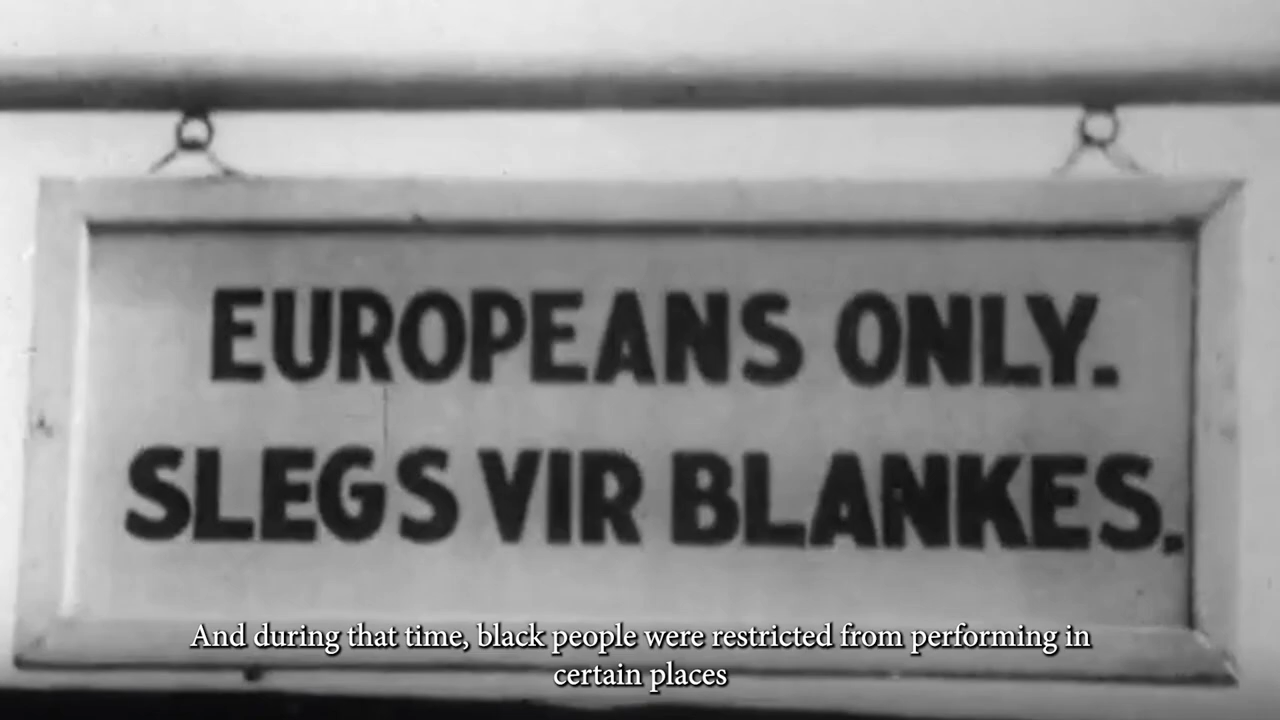 EUROPEANS ONLY.
SLEGS VIR BLANKES.
And during that time, black people were restricted from performing in
certain places